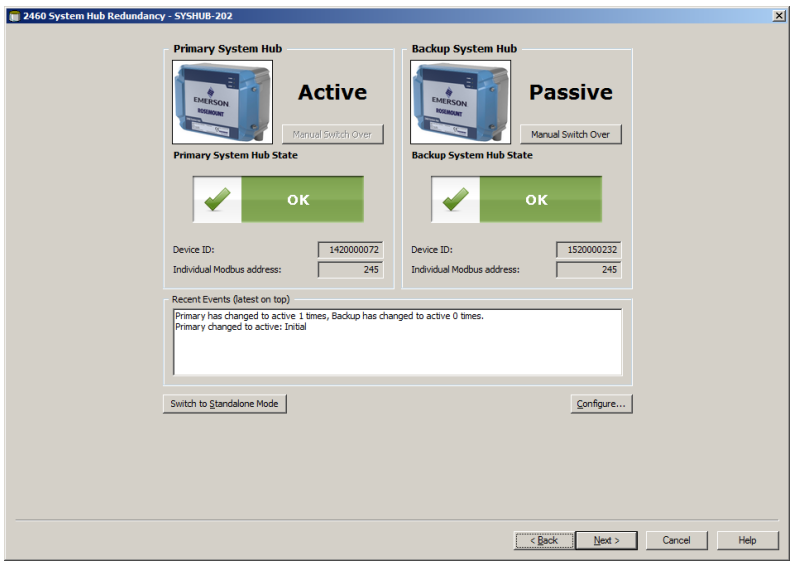 2460 System Hub Redundancy - SYSHUB-202
Primary System Hub
EMERSON
ROSEMOUNT
Active
Manual Switch Over
Primary System Hub State
OK
Device ID: 1420000072
Individual Modbus address: 245
Backup System Hub
EMERSON
ROSEMOUNT
Passive
Manual Switch Over
Backup System Hub State
OK
Device ID: 1520000232
Individual Modbus address: 245
Recent Events (latest on top)
Primary has changed to active 1 times, Backup has changed to active 0 times.
Primary changed to active: Initial
Switch to Standalone Mode
Configure...
< Back
Next >
Cancel
Help